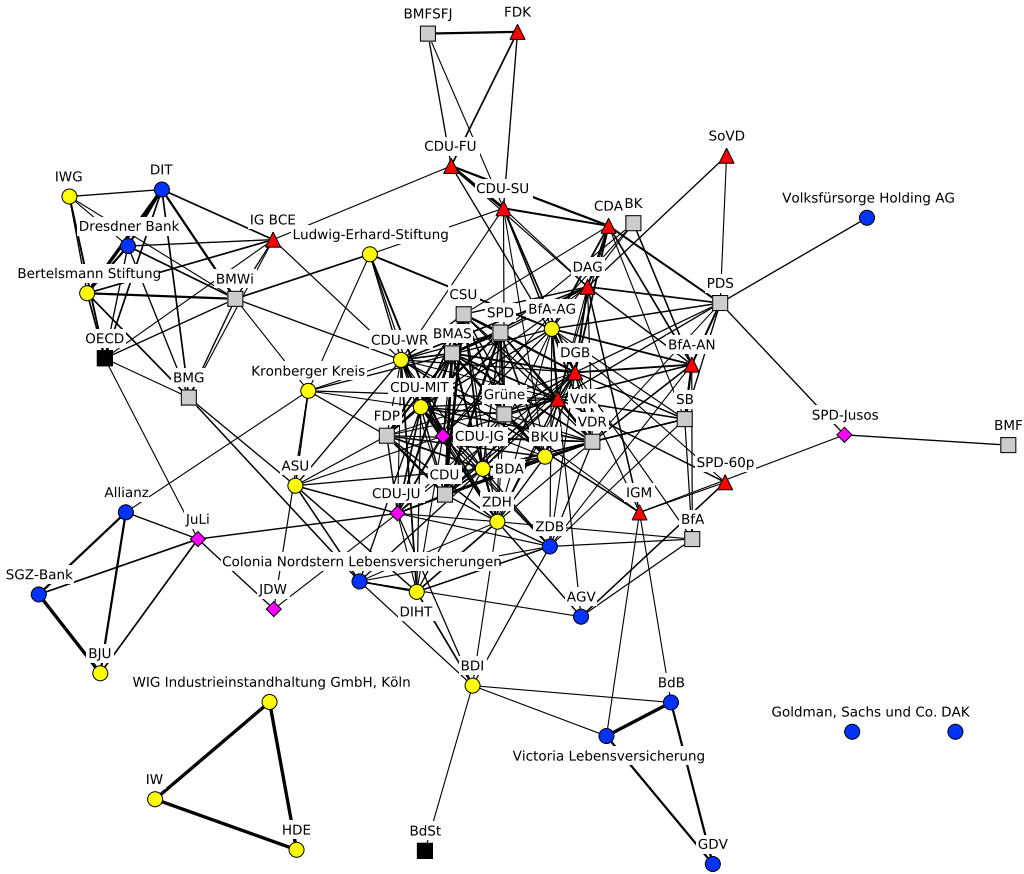 BMFSFJ
FDK
SoVD
CDU-FU
IWG
DIT
CDU-SU
Volksfürsorge Holding AG
CDA
BK
IG BCE
Dresdner Bank
Ludwig-Erhard-Stiftung
DAG
Bertelsmann Stiftung
BMWi
PDS
CSU
SPD
BfA-AG
OECD
CDU-WR
BMAS
DGB
BfA-AN
BMG
Kronberger Kreis
CDU-MIT
Grüne
VdK
SB
FDP
VDR
SPD-Jusos
BMF
CDU-JG
BKU
ASU
CDU
BDA
SPD-60p
Allianz
CDU-JU
ZDH
IGM
JuLi
ZDB
BfA
Colonia Nordstern Lebensversicherungen
SGZ-Bank
JDW
DIHT
AGV
BJU
BDI
WIG Industrieinstandhaltung GmbH, Köln
BdB
Goldman, Sachs und Co.
DAK
Victoria Lebensversicherung
IW
HDE
BdSt
GDV